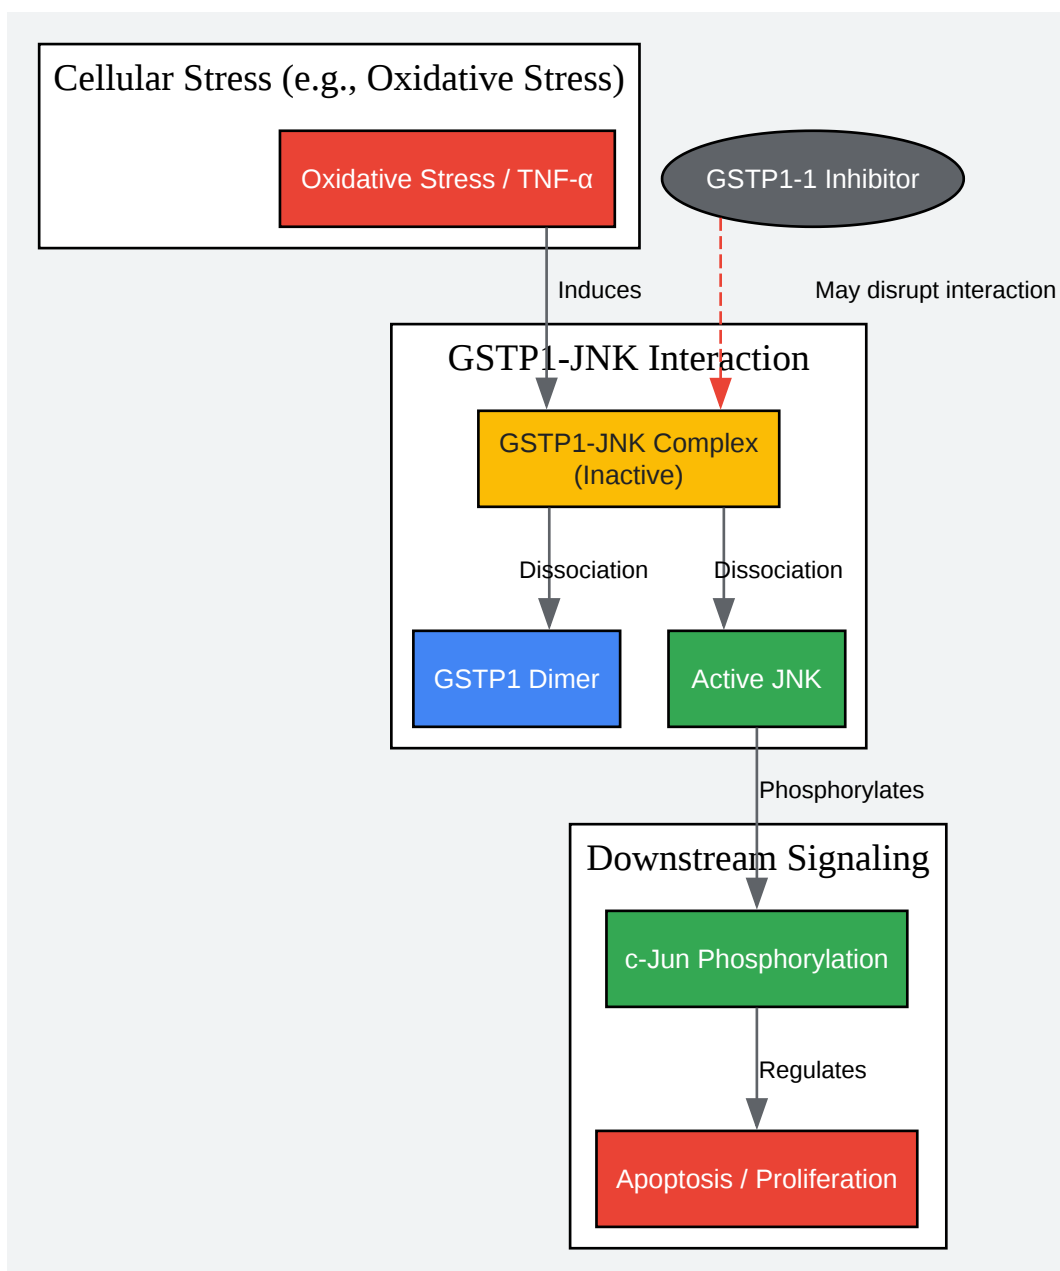 Cellular Stress (e.g., Oxidative Stress)
Oxidative Stress / TNF-α
GSTP1-1 Inhibitor
Induces
May disrupt interaction
GSTP1-JNK Interaction
GSTP1-JNK Complex
(Inactive)
Dissociation
Dissociation
GSTP1 Dimer
Active JNK
Phosphorylates
Downstream Signaling
c-Jun Phosphorylation
Regulates
Apoptosis / Proliferation